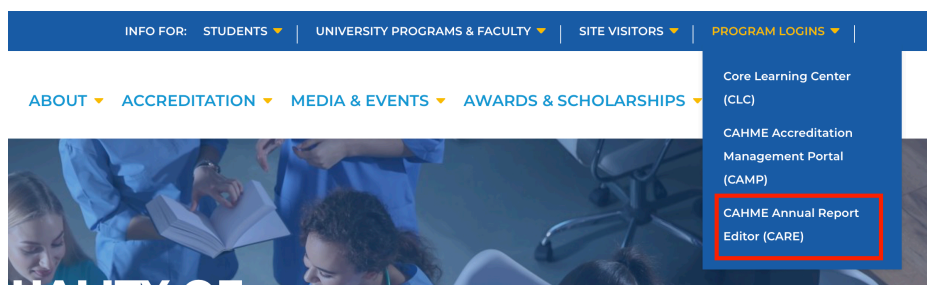 INFO FOR: STUDENTS UNIVERSITY PROGRAMS & FACULTY SITE VISITORS PROGRAM LOGINS
ABOUT ACCREDITATION MEDIA & EVENTS AWARDS & SCHOLARSHIPS
Core Learning Center
(CLC)
CAHME Accreditation
Management Portal
(CAMP)
CAHME Annual Report
Editor (CARE)